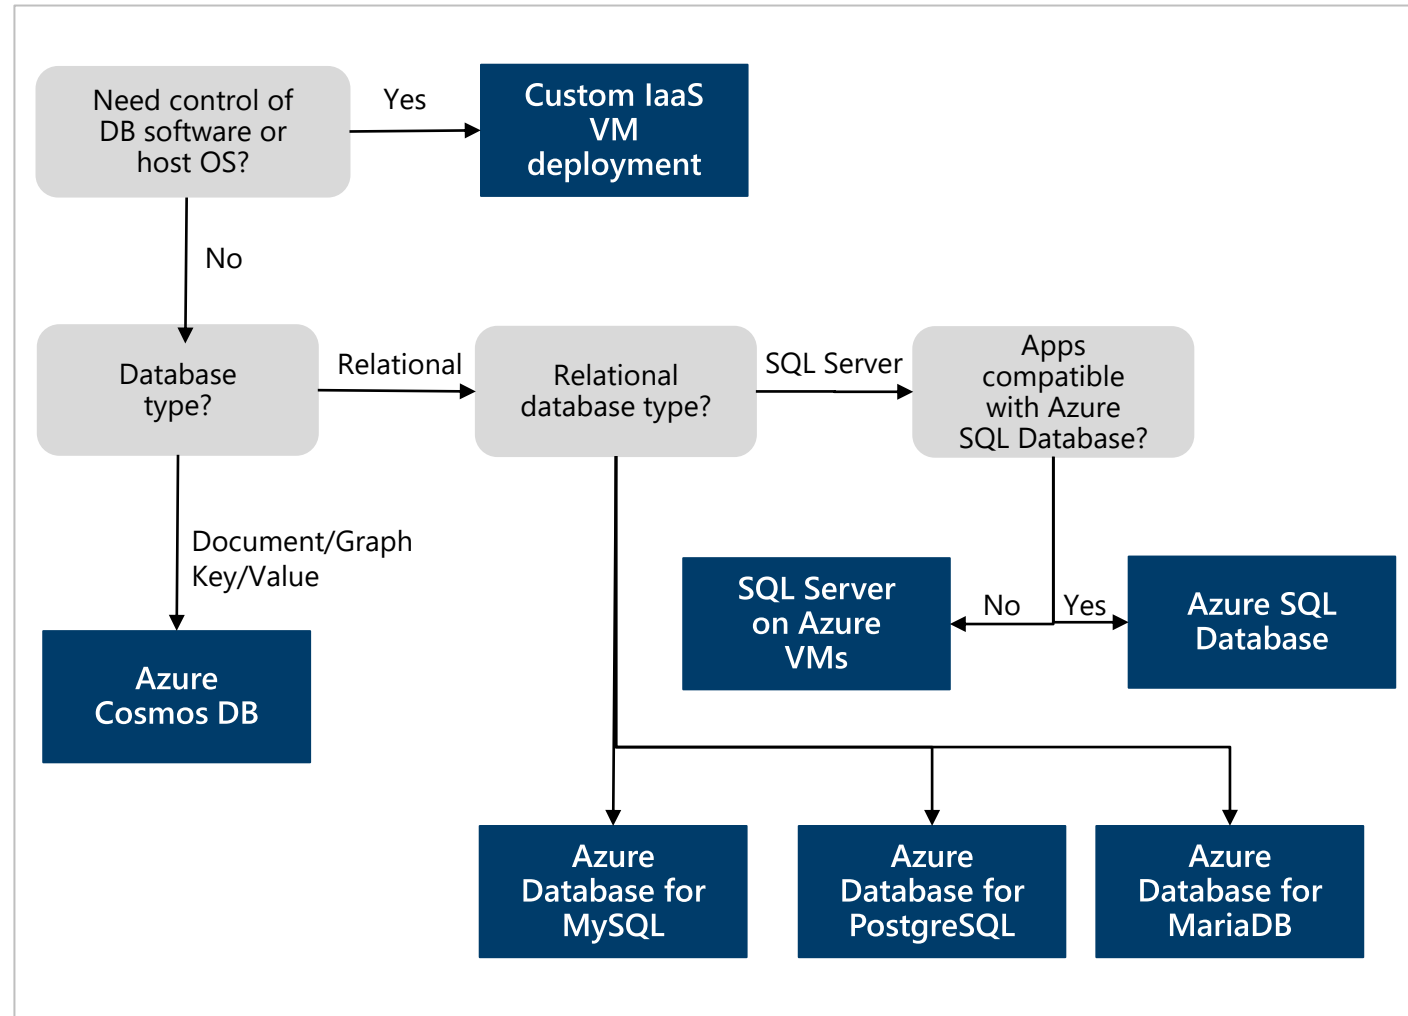 Need control of
DB software or
host OS?
Yes
Custom IaaS
VM
deployment
No
Database
type?
Relational
Relational
database type?
SQL Server
Apps
compatible
with Azure
SQL Database?
Document/Graph
Key/Value
Azure
Cosmos DB
SQL Server
on Azure
VMs
No
Yes
Azure SQL
Database
Azure
Database for
MySQL
Azure
Database for
PostgreSQL
Azure
Database for
MariaDB